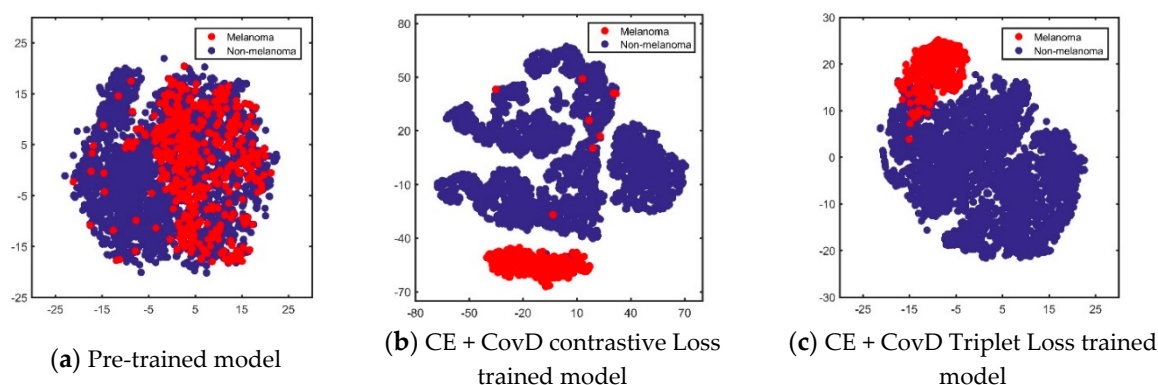 Melanoma
Non-melanoma
25
15
5
-5
-15
-25
-25 -15 -5 5 15 25
(a) Pre-trained model
Melanoma
Non-melanoma
80
50
20
-10
-40
-70
-80 -50 -20 10 40 70
(b) CE + CovD contrastive Loss
trained model
Melanoma
Non-melanoma
30
20
10
0
-10
-20
-30
-25 -15 -5 5 15 25
(c) CE + CovD Triplet Loss trained
model